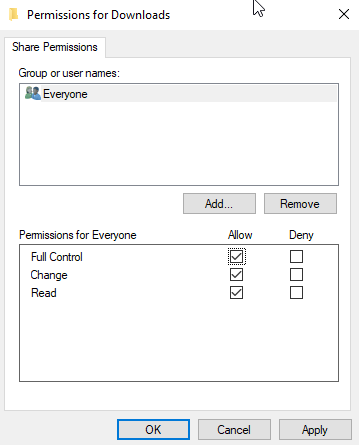 Permissions for Downloads
Share Permissions
Group or user names:
Everyone
Add...
Remove
Permissions for Everyone Allow Deny
Full Control
Change
Read
OK Cancel Apply